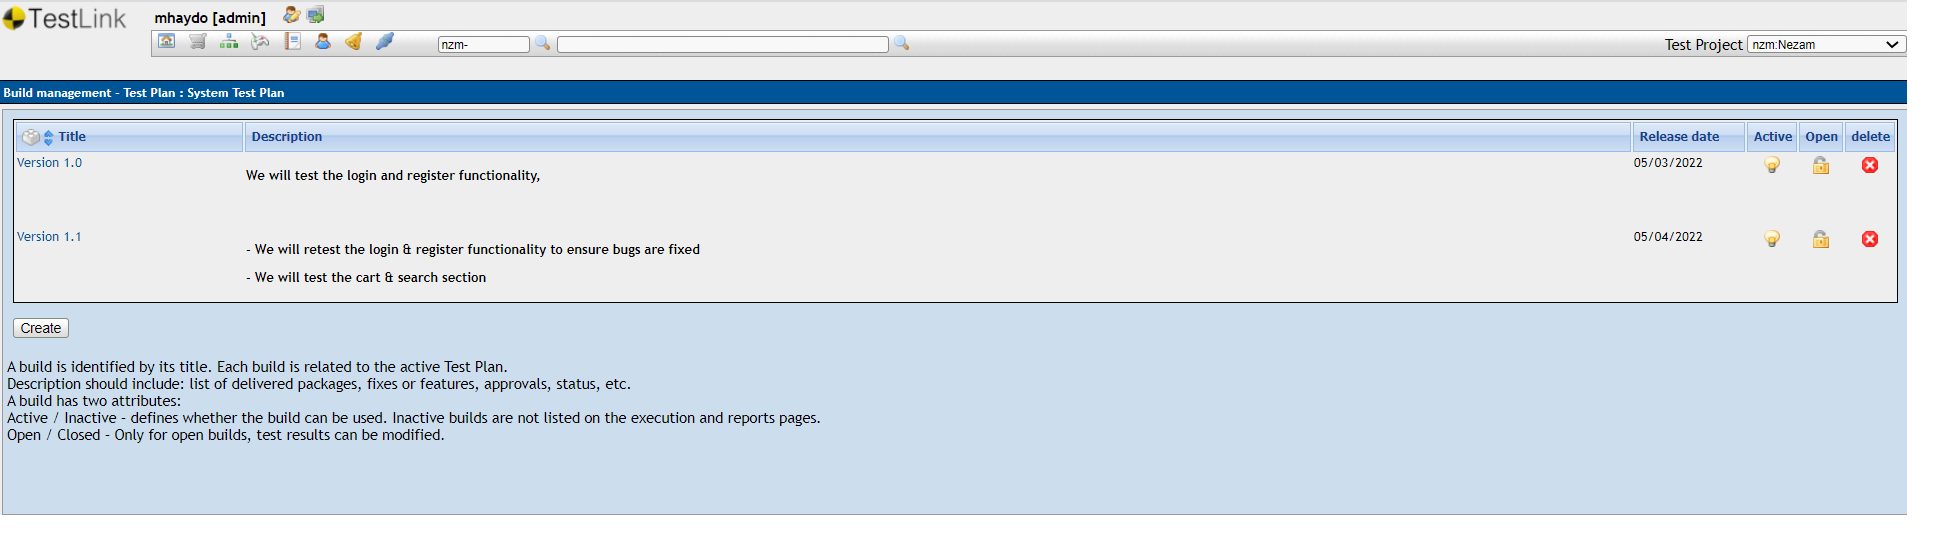 TestLink
mhaydo [admin]
nzm-
Test Project nzm:Nezam
Build management - Test Plan : System Test Plan
Title Description Release date Active Open delete
Version 1.0 05/03/2022
We will test the login and register functionality,
Version 1.1 05/04/2022
- We will retest the login & register functionality to ensure bugs are fixed
- We will test the cart & search section
Create
A build is identified by its title. Each build is related to the active Test Plan.
Description should include: list of delivered packages, fixes or features, approvals, status, etc.
A build has two attributes:
Active / Inactive - defines whether the build can be used. Inactive builds are not listed on the execution and reports pages.
Open / Closed - Only for open builds, test results can be modified.